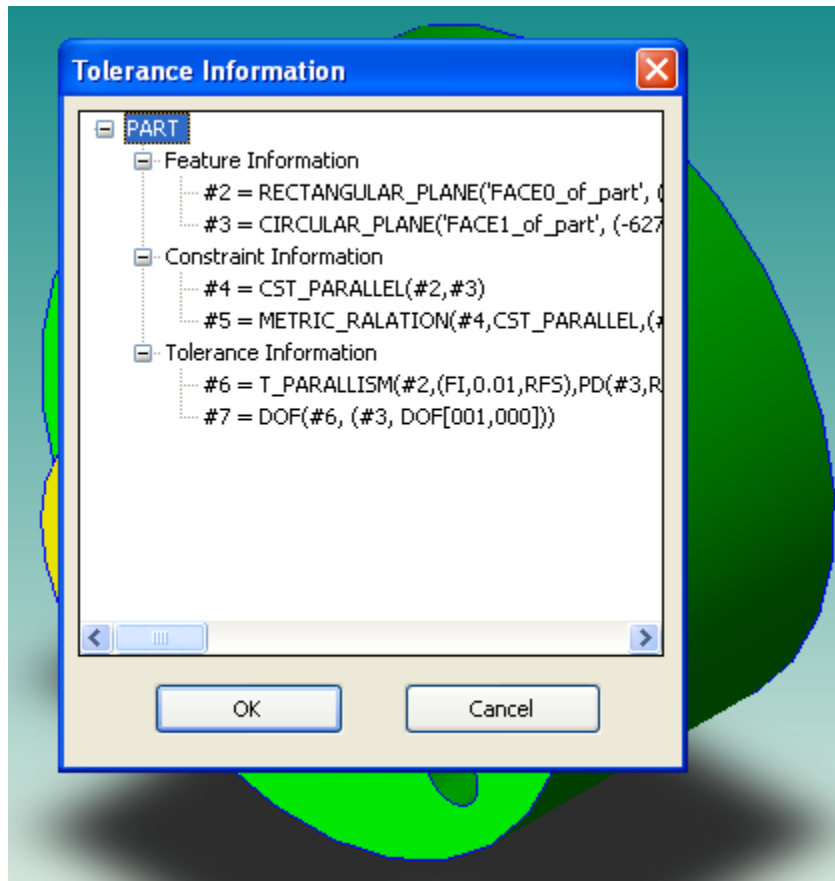 Tolerance Information
PART
Feature Information
#2 = RECTANGULAR_PLANE('FACE0_of_part', (
#3 = CIRCULAR_PLANE('FACE1_of_part', (-627
Constraint Information
#4 = CST_PARALLEL(#2,#3)
#5 = METRIC_RALATION(#4,CST_PARALLEL,(#
Tolerance Information
#6 = T_PARALLISM(#2,(FI,0.01,RFS),PD(#3,R
#7 = DOF(#6, (#3, DOF[001,000]))
OK Cancel